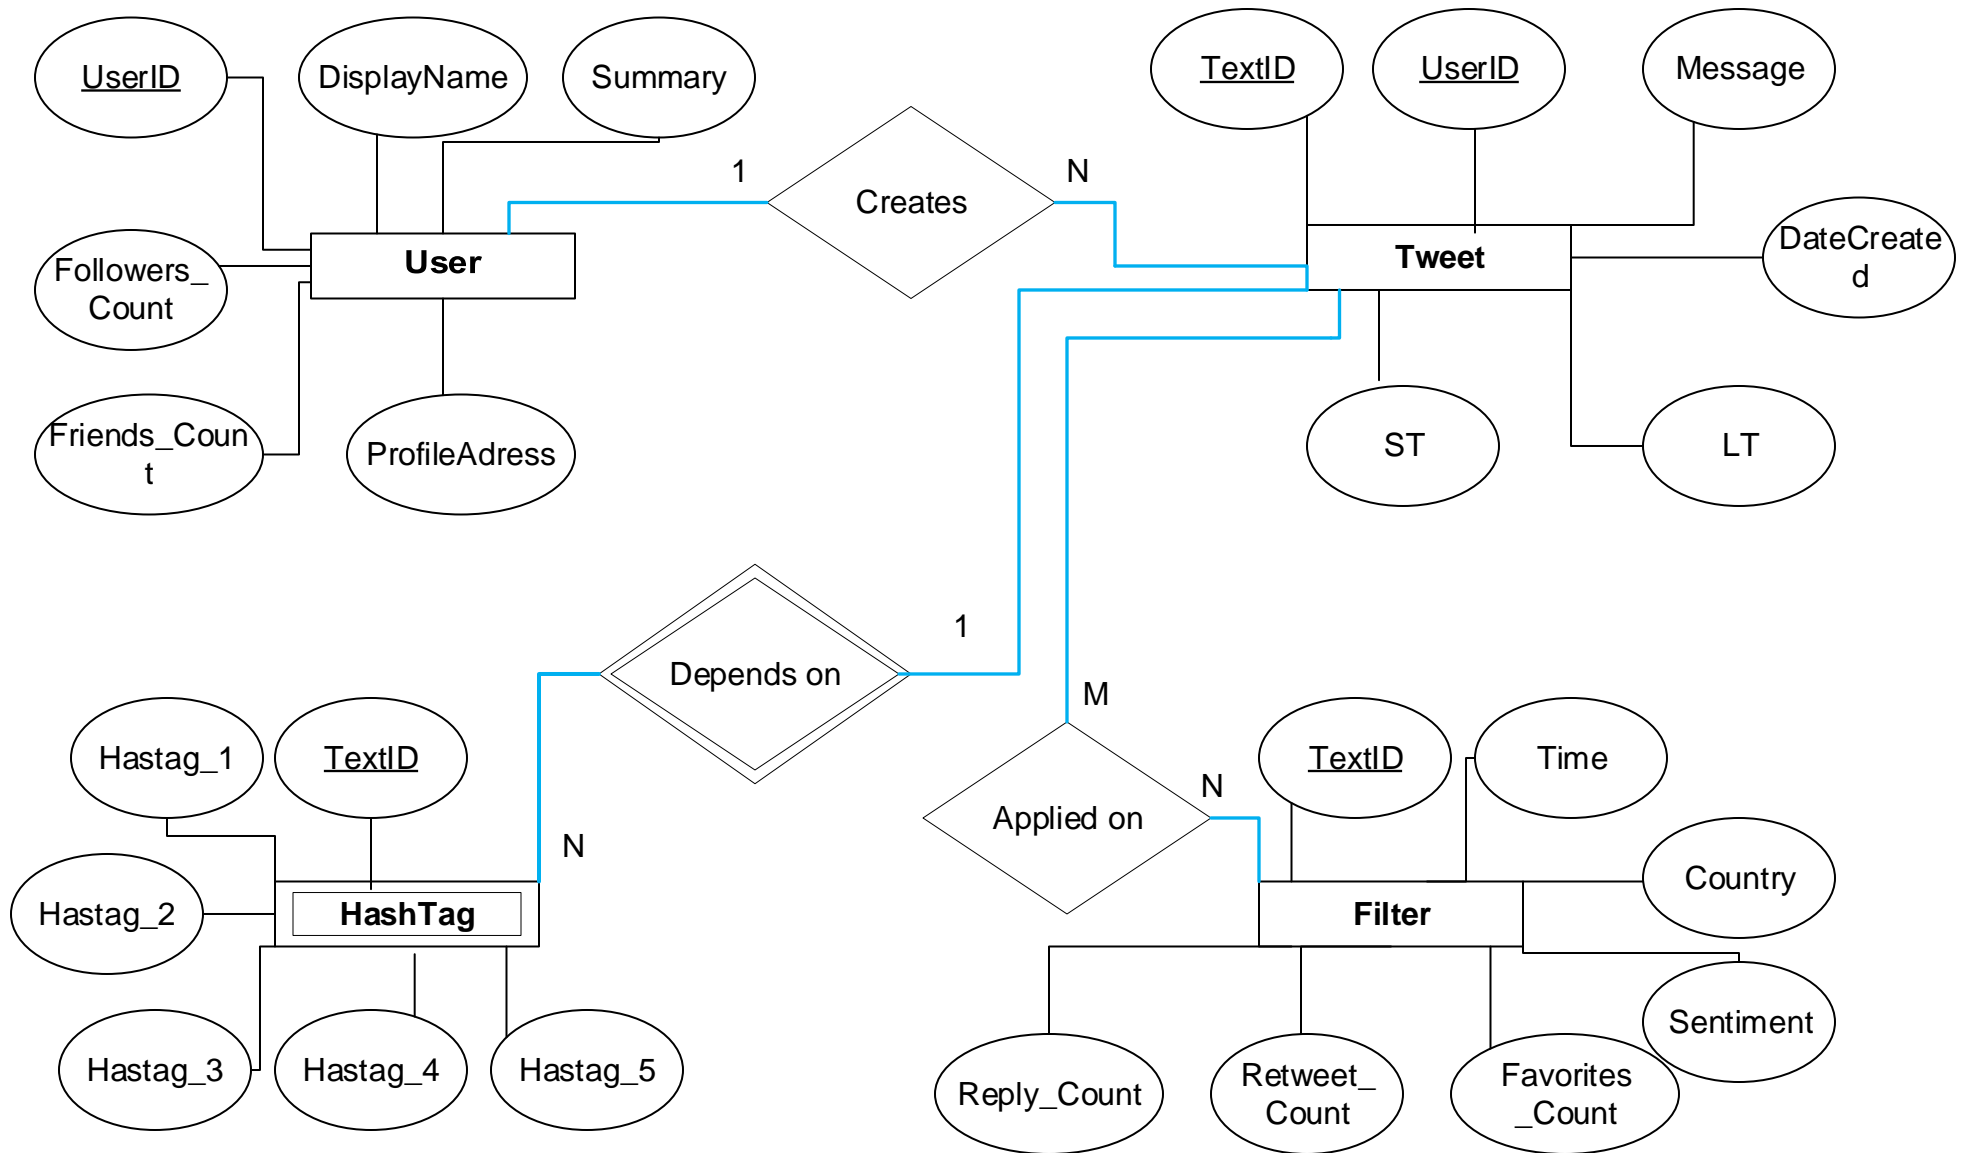 UserID
DisplayName
Summary
TextID
UserID
Message
1
Creates
N
User
Followers_
Count
Tweet
DateCreate
d
Friends_Coun
t
ProfileAdress
ST
LT
Depends on
1
M
Hastag_1
TextID
N
Applied on
N
TextID
Time
Hastag_2
HashTag
Filter
Country
Hastag_3
Hastag_4
Hastag_5
Reply_Count
Retweet_
Count
Favorites
_Count
Sentiment